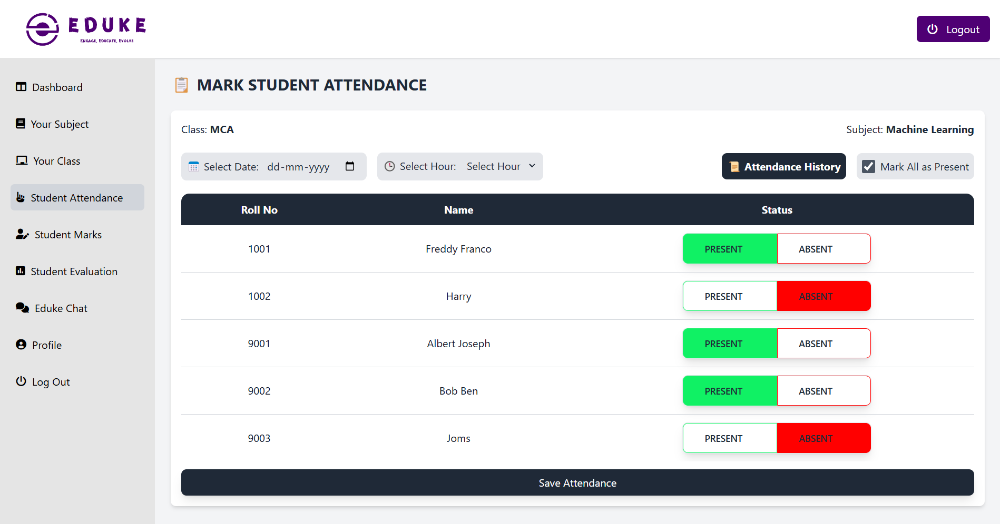 EDUKE
Engage, Educate, Evolve
Logout
Dashboard
Your Subject
Your Class
Student Attendance
Student Marks
Student Evaluation
Eduke Chat
Profile
Log Out
MARK STUDENT ATTENDANCE
Class: MCA
Subject: Machine Learning
Select Date: dd-mm-yyyy
Select Hour: Select Hour
Attendance History
Mark All as Present
Roll No Name Status
1001 Freddy Franco PRESENT ABSENT
1002 Harry PRESENT ABSENT
9001 Albert Joseph PRESENT ABSENT
9002 Bob Ben PRESENT ABSENT
9003 Joms PRESENT ABSENT
Save Attendance